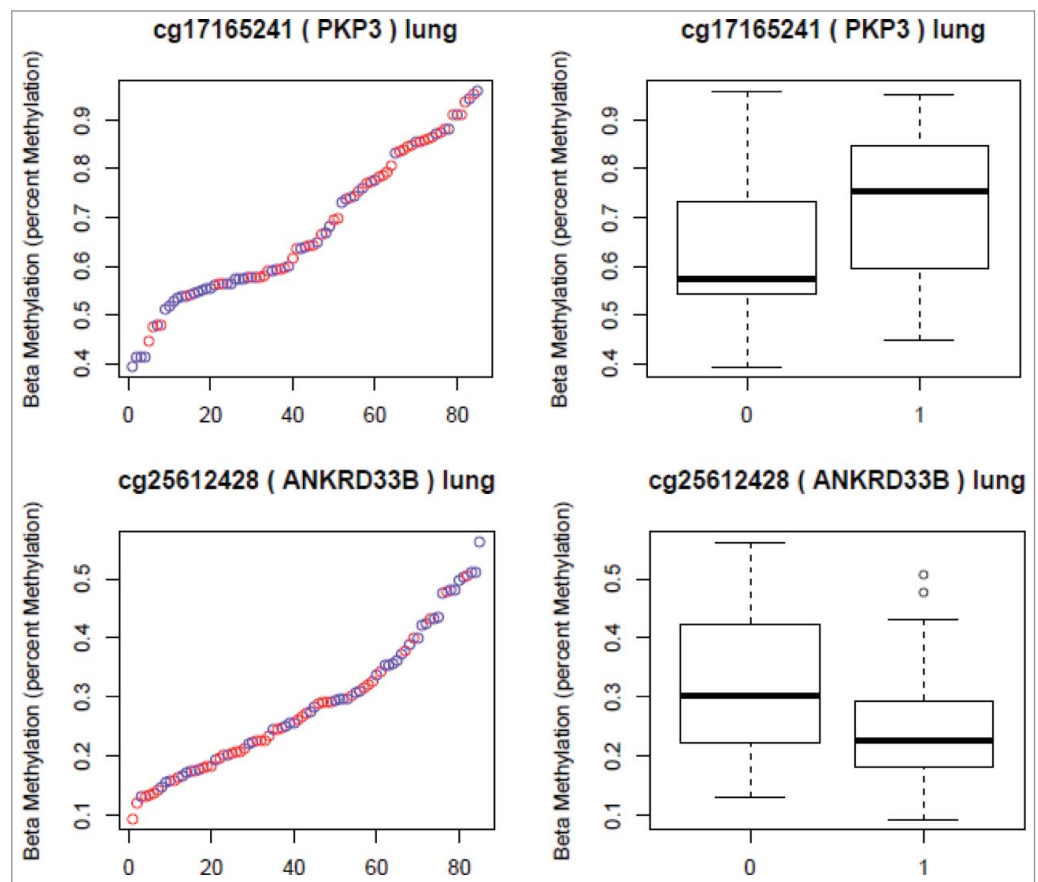 cg17165241 ( PKP3 ) lung
Beta Methylation (percent Methylation)
0.9
0.8
0.7
0.6
0.5
0.4
0 20 40 60 80
cg17165241 ( PKP3 ) lung
Beta Methylation (percent Methylation)
0.9
0.8
0.7
0.6
0.5
0.4
0 1
cg25612428 ( ANKRD33B ) lung
Beta Methylation (percent Methylation)
0.5
0.4
0.3
0.2
0.1
0 20 40 60 80
cg25612428 ( ANKRD33B ) lung
Beta Methylation (percent Methylation)
0.5
0.4
0.3
0.2
0.1
0 1